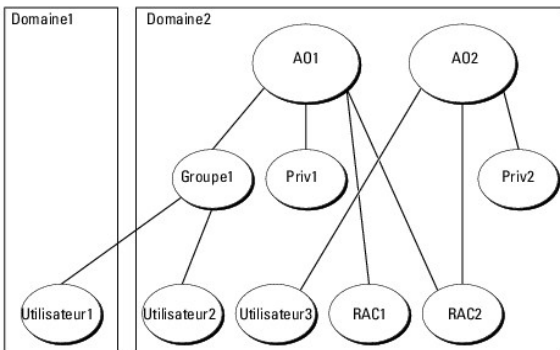 Domaine1
Domaine2
AO1
AO2
Groupe1
Priv1
Priv2
Utilisateur1
Utilisateur2
Utilisateur3
RAC1
RAC2